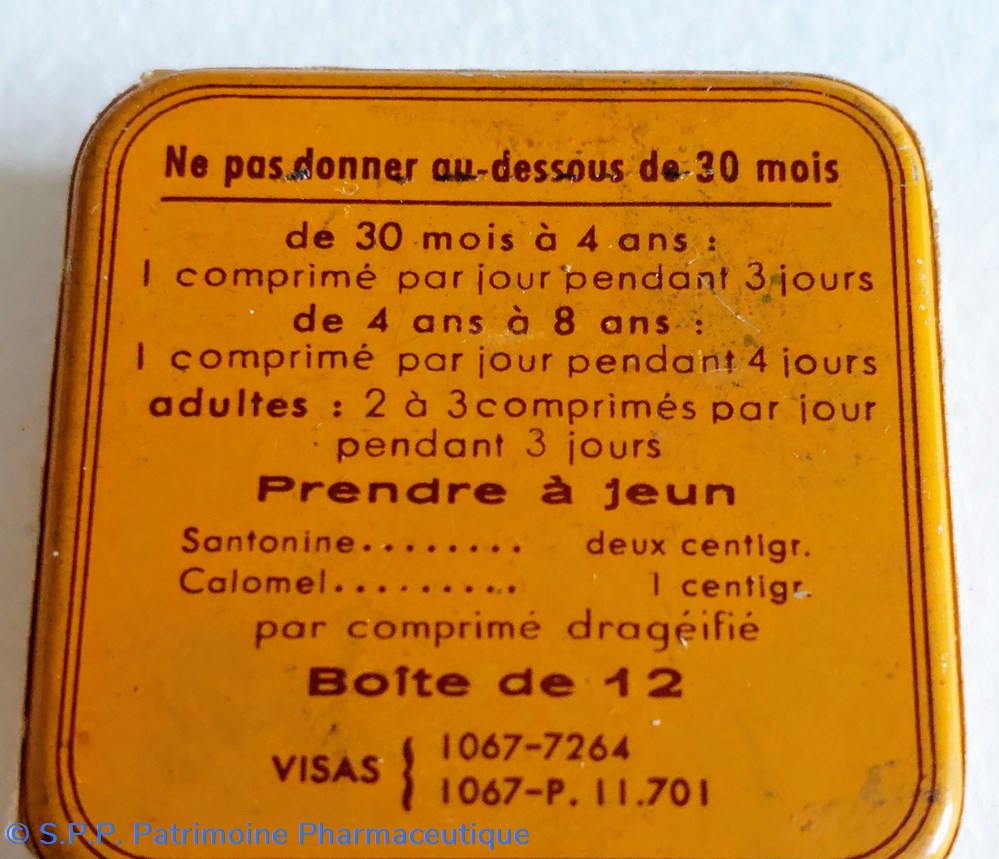 Ne pas donner au-dessous de 30 mois
de 30 mois à 4 ans :
1 comprimé par jour pendant 3 jours
de 4 ans à 8 ans :
1 comprimé par jour pendant 4 jours
adultes : 2 à 3 comprimés par jour
pendant 3 jours
Prendre à jeun
Santonine........ deux centigr.
Calomel......... 1 centigr.
par comprimé dragéifié
Boîte de 12
VISAS { 1067-7264
1067-P. 11.701
© S.P.P. Patrimoine Pharmaceutique